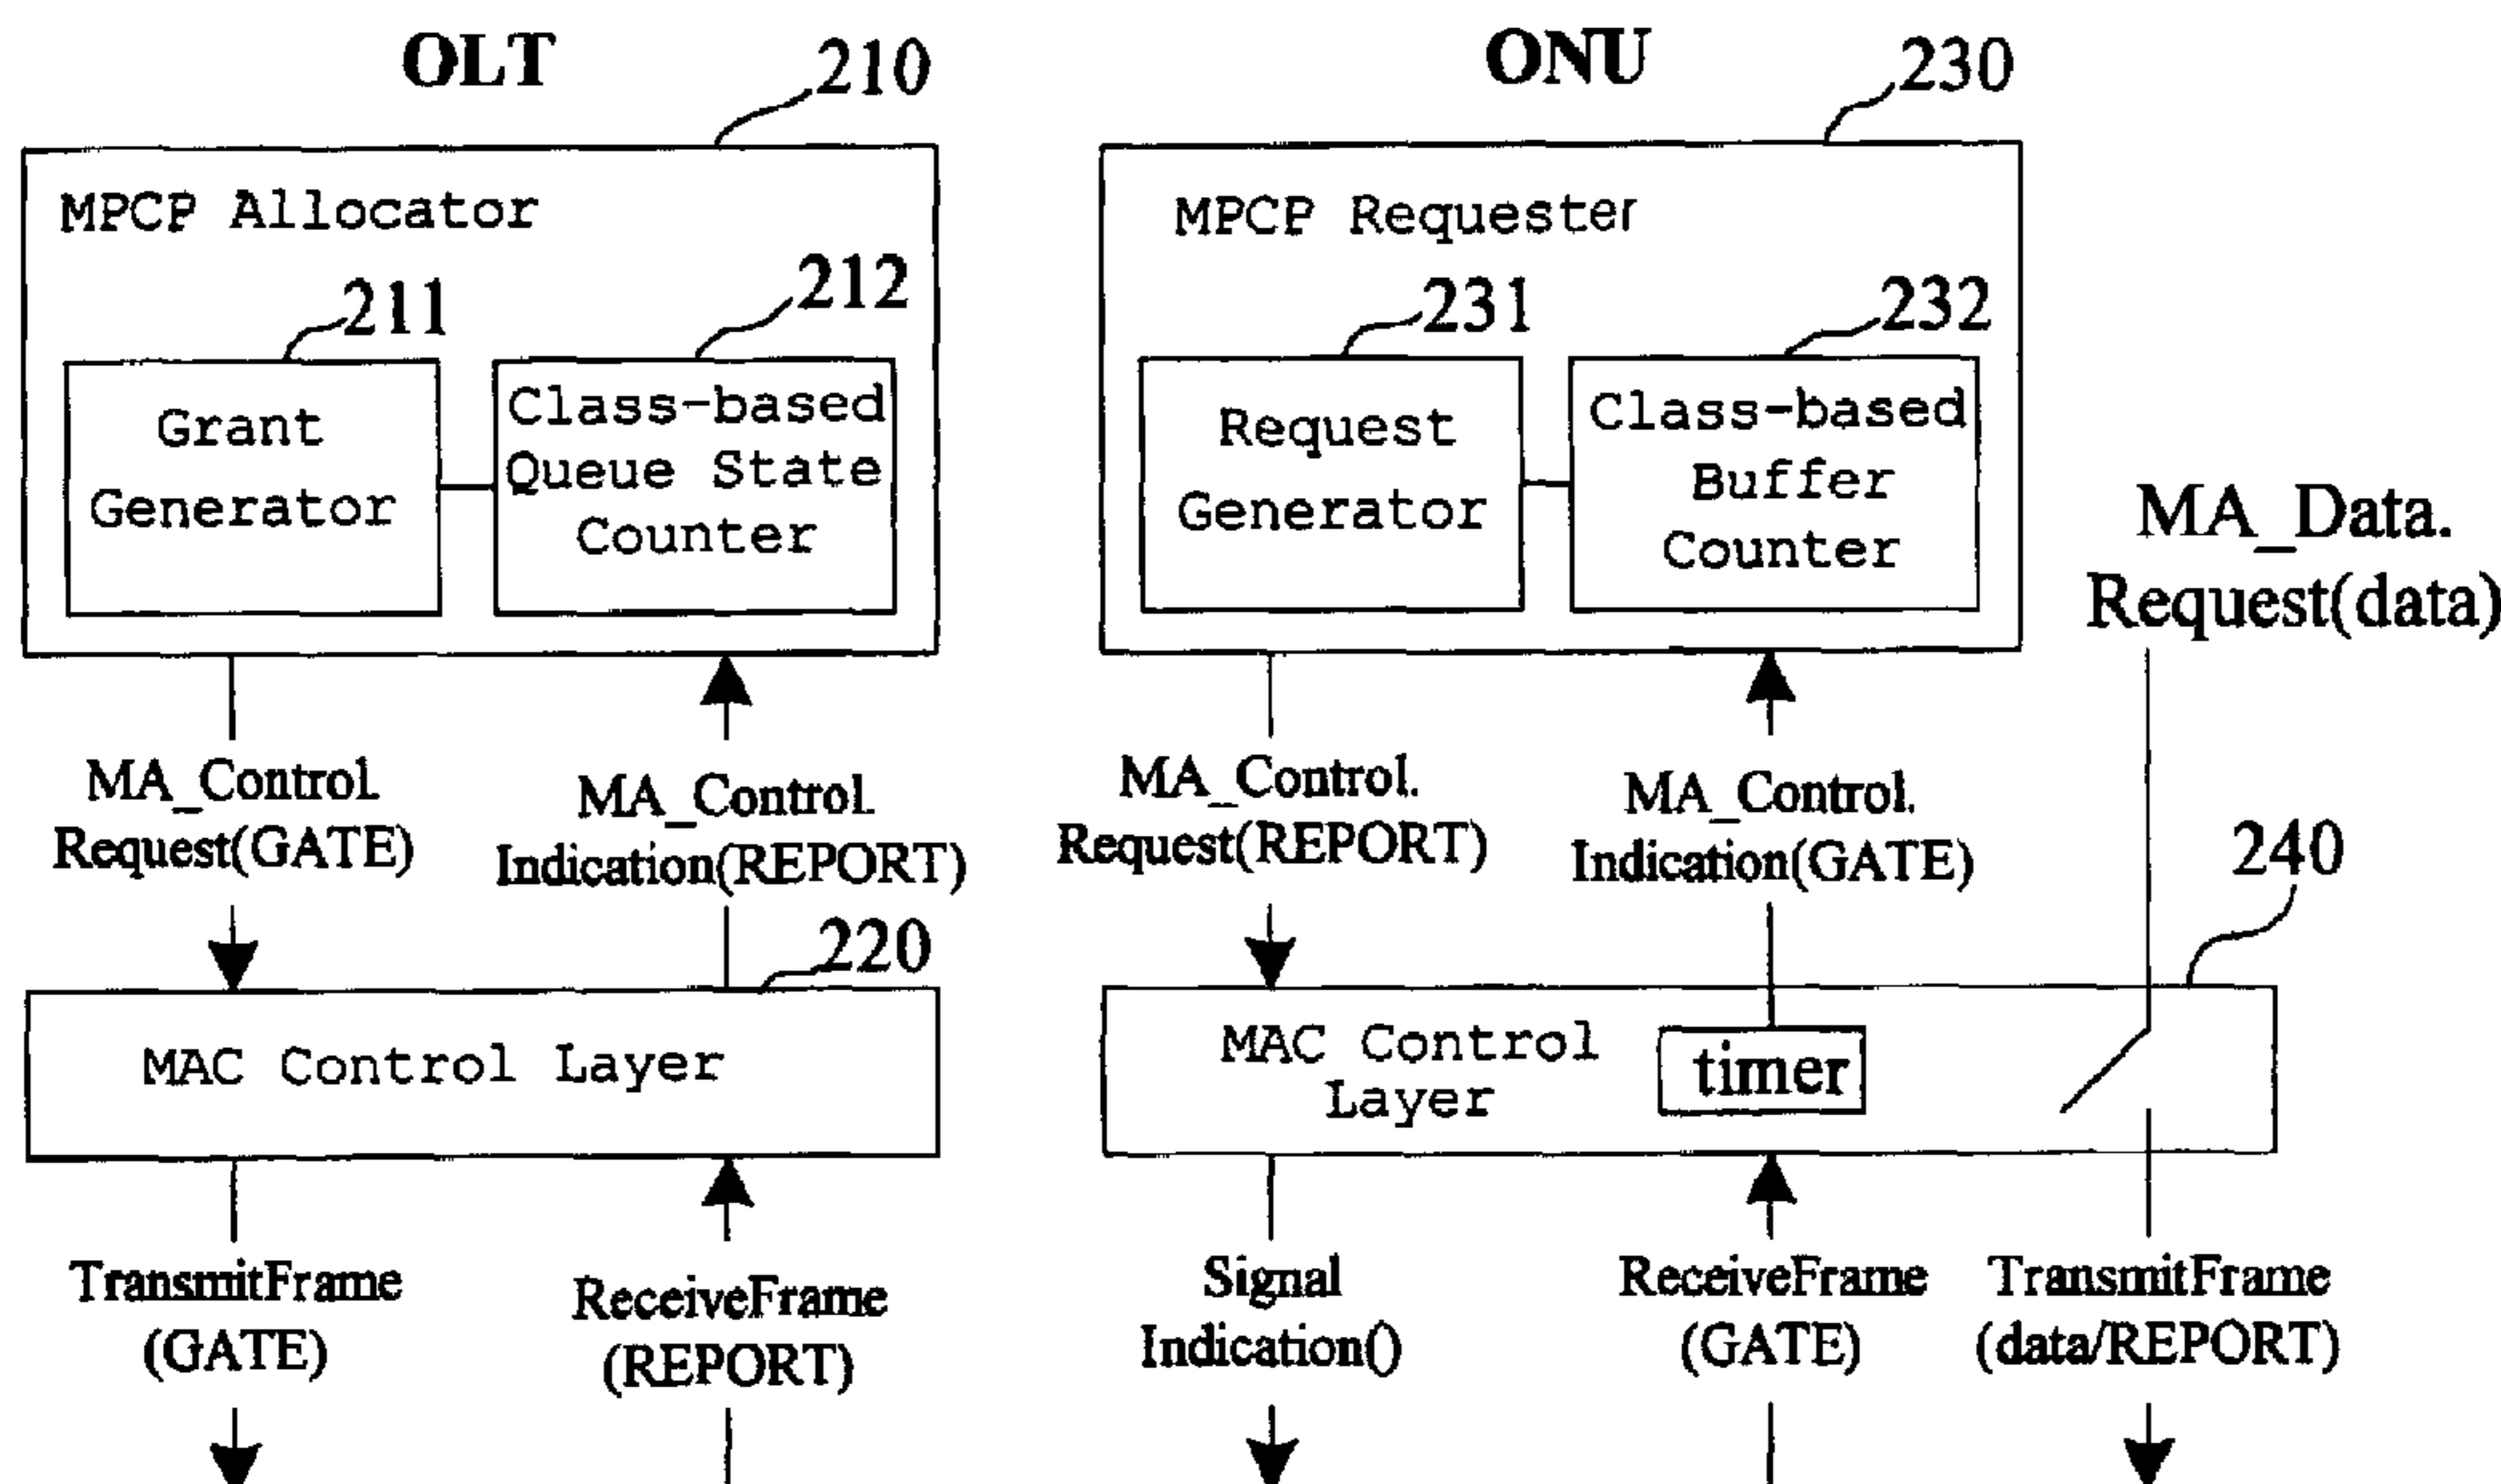 OLT
210
MPCP Allocator
211
212
Grant
Generator
Class-based
Queue State
Counter
MA_Control.
Request(GATE)
MA_Control.
Indication(REPORT)
220
MAC Control Layer
TransmitFrame
(GATE)
ReceiveFrame
(REPORT)
ONU
230
MPCP Requester
231
232
Request
Generator
Class-based
Buffer
Counter
MA_Data.
Request(data)
MA_Control.
Request(REPORT)
MA_Control.
Indication(GATE)
240
MAC Control
Layer
timer
Signal
Indication()
ReceiveFrame
(GATE)
TransmitFrame
(data/REPORT)